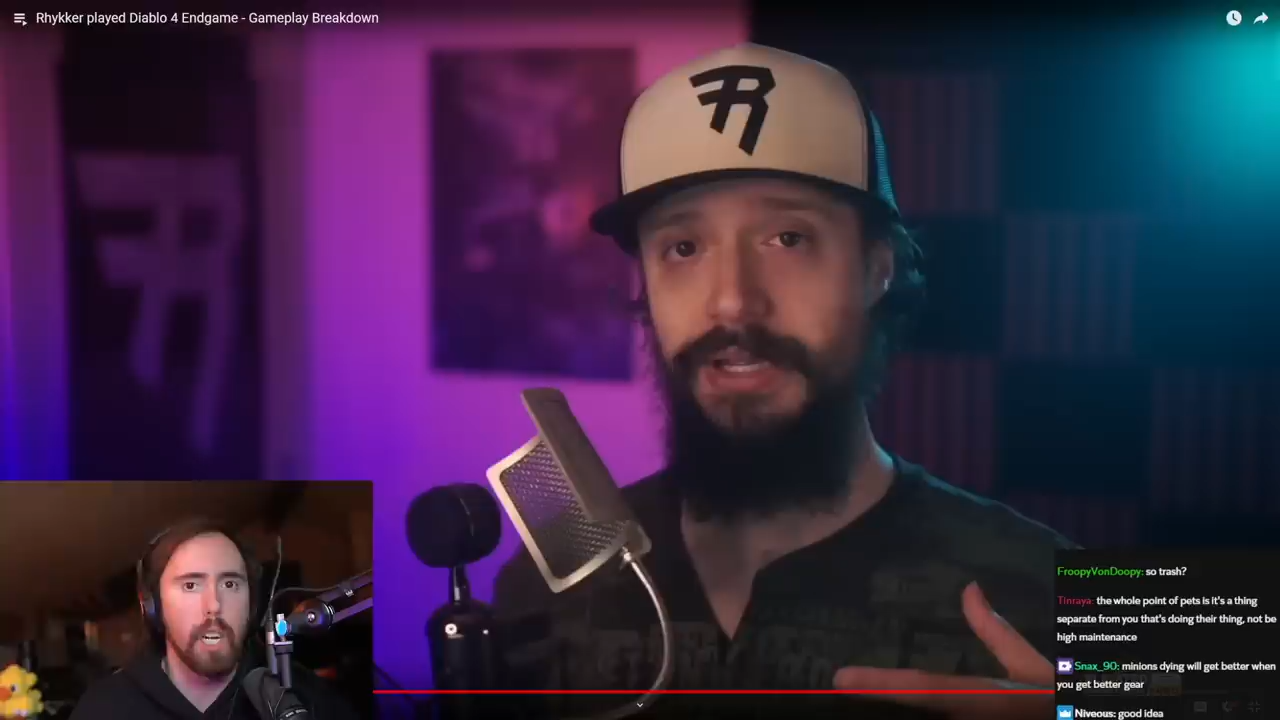 Rhykker played Diablo 4 Endgame - Gameplay Breakdown
FroopyVonDoopy: so trash?
Tinraya: the whole point of pets is it's a thing
separate from you that's doing their thing, not be
high maintenance
Snax_90: minions dying will get better when
you get better gear
Niveous: good idea